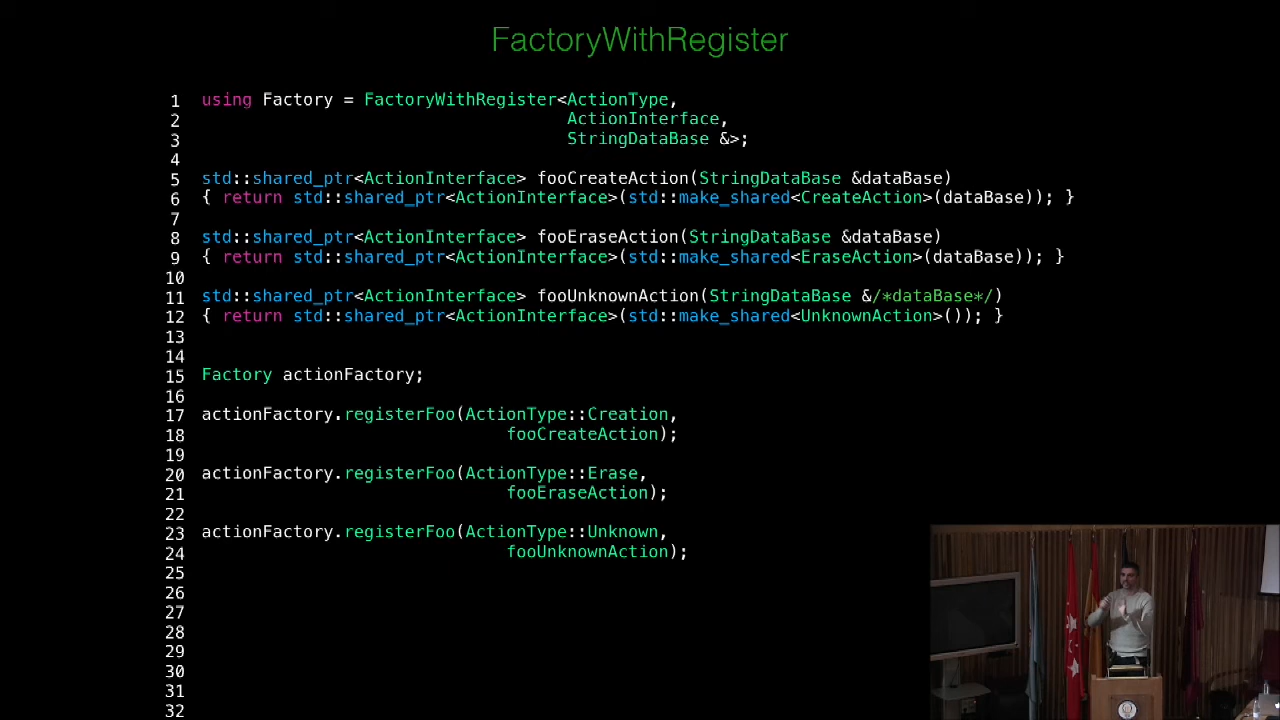 FactoryWithRegister
1 using Factory = FactoryWithRegister<ActionType,
2 ActionInterface,
3 StringDataBase &>;
4
5 std::shared_ptr<ActionInterface> fooCreateAction(StringDataBase &dataBase)
6 { return std::shared_ptr<ActionInterface>(std::make_shared<CreateAction>(dataBase)); }
7
8 std::shared_ptr<ActionInterface> fooEraseAction(StringDataBase &dataBase)
9 { return std::shared_ptr<ActionInterface>(std::make_shared<EraseAction>(dataBase)); }
10
11 std::shared_ptr<ActionInterface> fooUnknownAction(StringDataBase &/*dataBase*/)
12 { return std::shared_ptr<ActionInterface>(std::make_shared<UnknownAction>()); }
13
14
15 Factory actionFactory;
16
17 actionFactory.registerFoo(ActionType::Creation,
18 fooCreateAction);
19
20 actionFactory.registerFoo(ActionType::Erase,
21 fooEraseAction);
22
23 actionFactory.registerFoo(ActionType::Unknown,
24 fooUnknownAction);
25
26
27
28
29
30
31
32